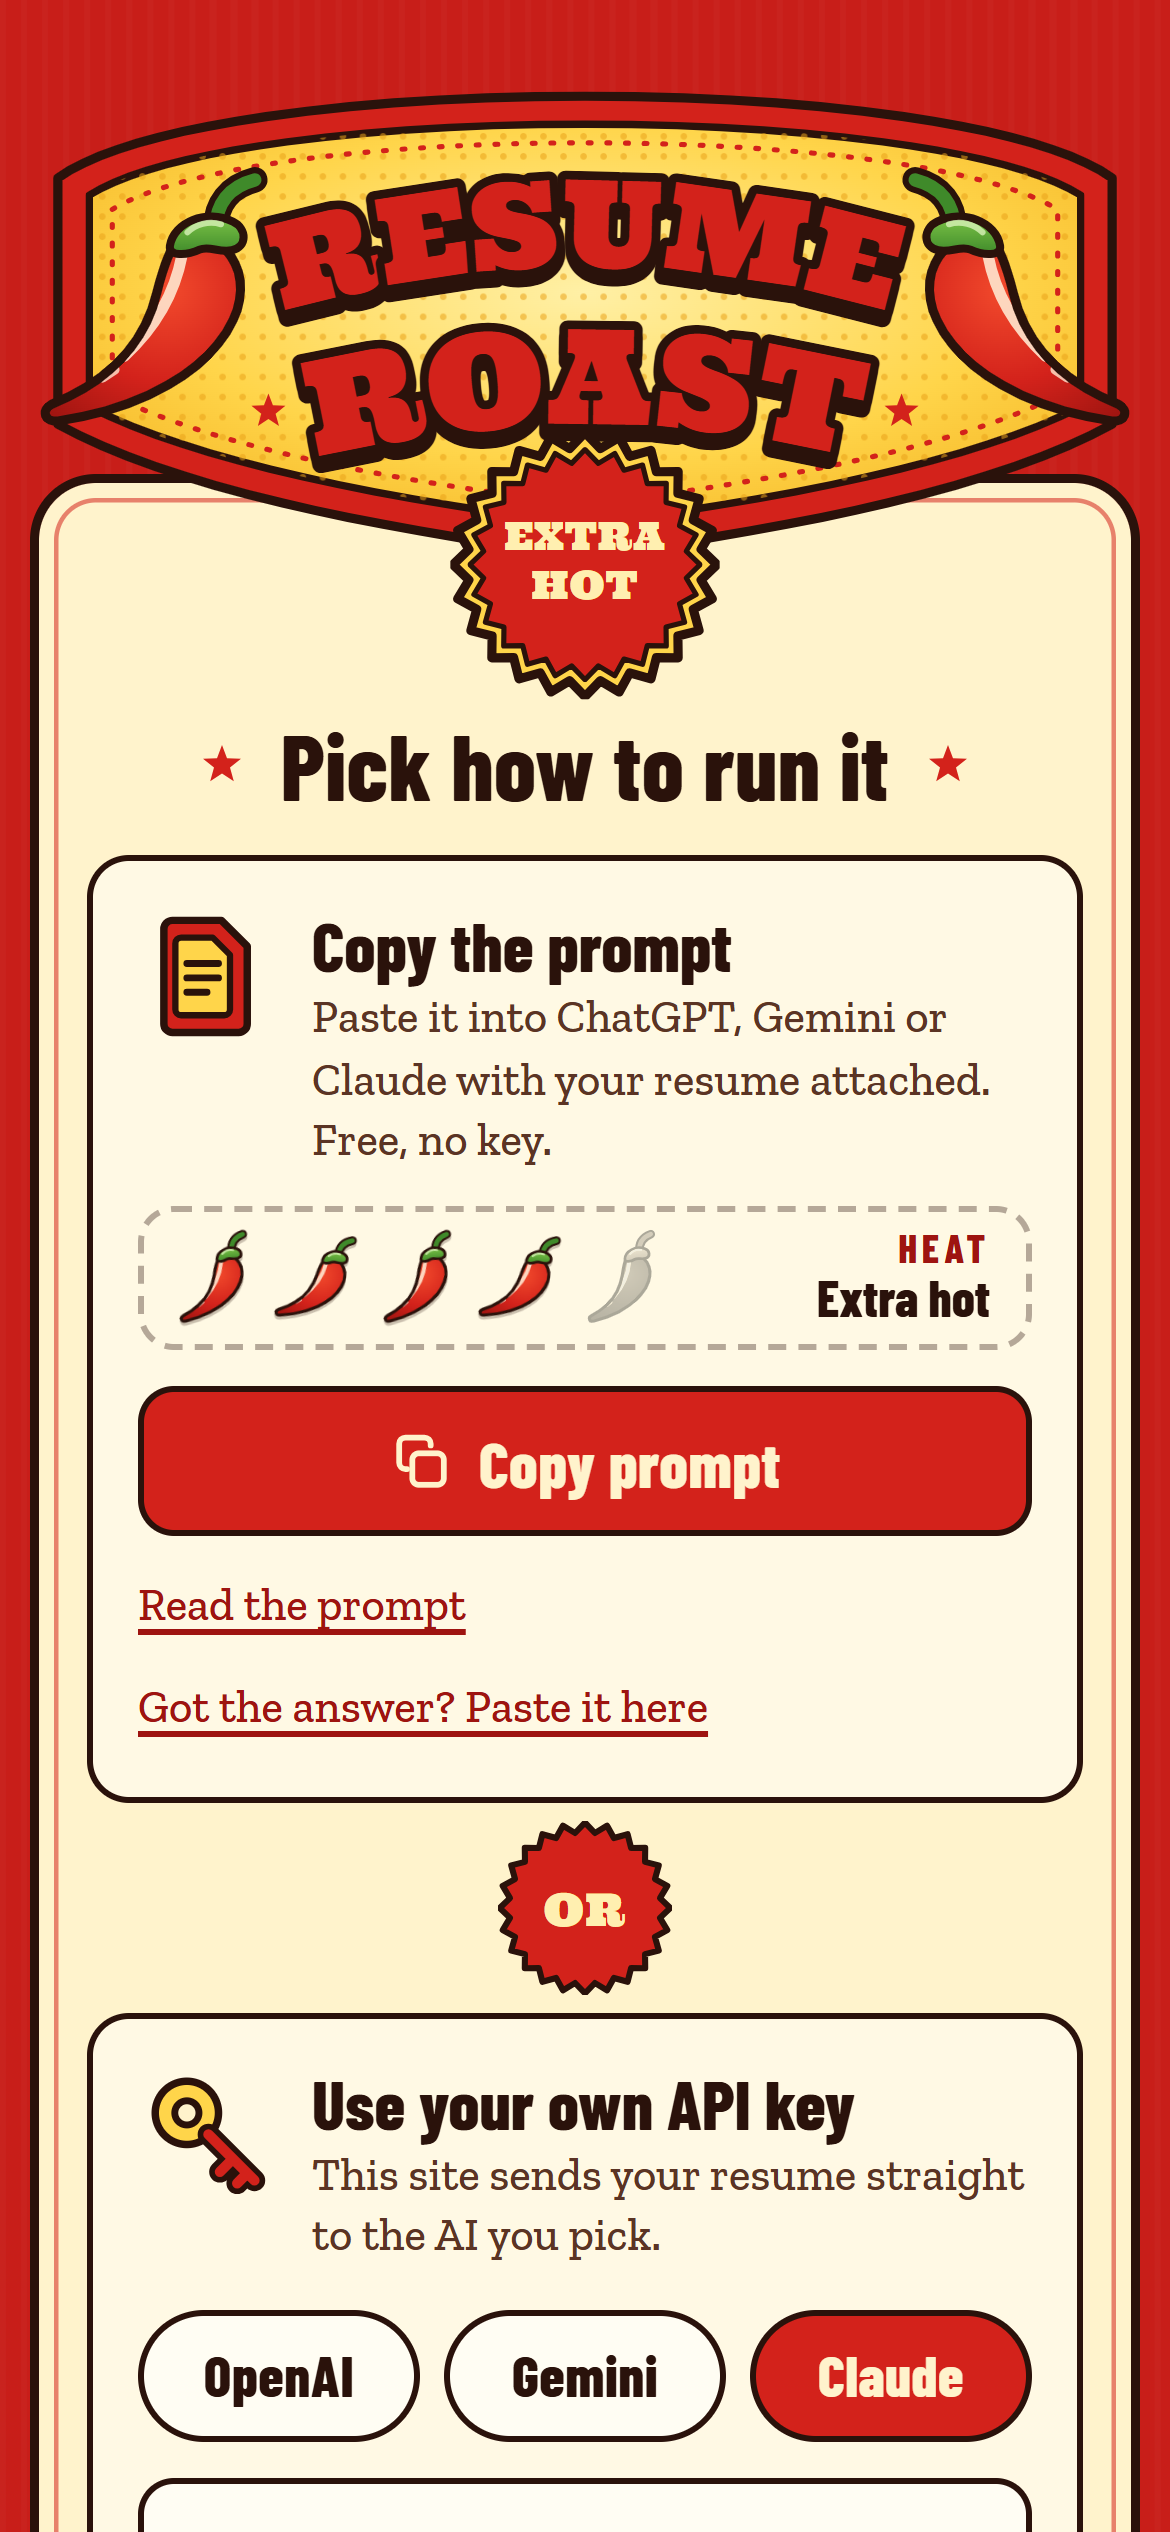 RESUME
ROAST
EXTRA
HOT
Pick how to run it
Copy the prompt
Paste it into ChatGPT, Gemini or
Claude with your resume attached.
Free, no key.
HEAT
Extra hot
Copy prompt
Read the prompt
Got the answer? Paste it here
OR
Use your own API key
This site sends your resume straight
to the AI you pick.
OpenAI
Gemini
Claude